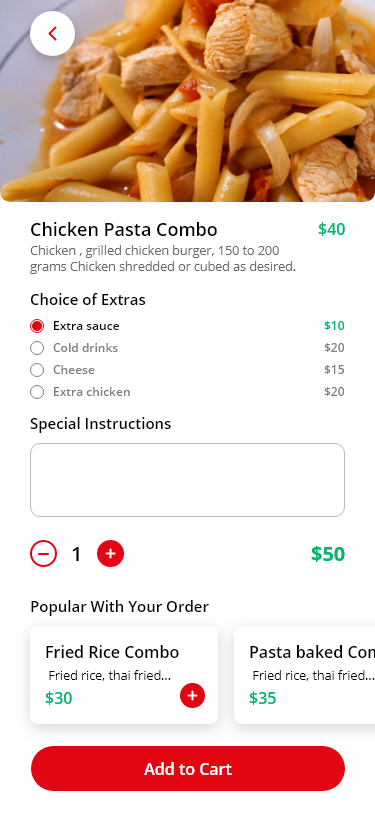 Chicken Pasta Combo $40
Chicken , grilled chicken burger, 150 to 200
grams Chicken shredded or cubed as desired.
Choice of Extras
Extra sauce $10
Cold drinks $20
Cheese $15
Extra chicken $20
Special Instructions
1 $50
Popular With Your Order
Fried Rice Combo
Fried rice, thai fried...
$30
Pasta baked Com
Fried rice, thai fried...
$35
Add to Cart